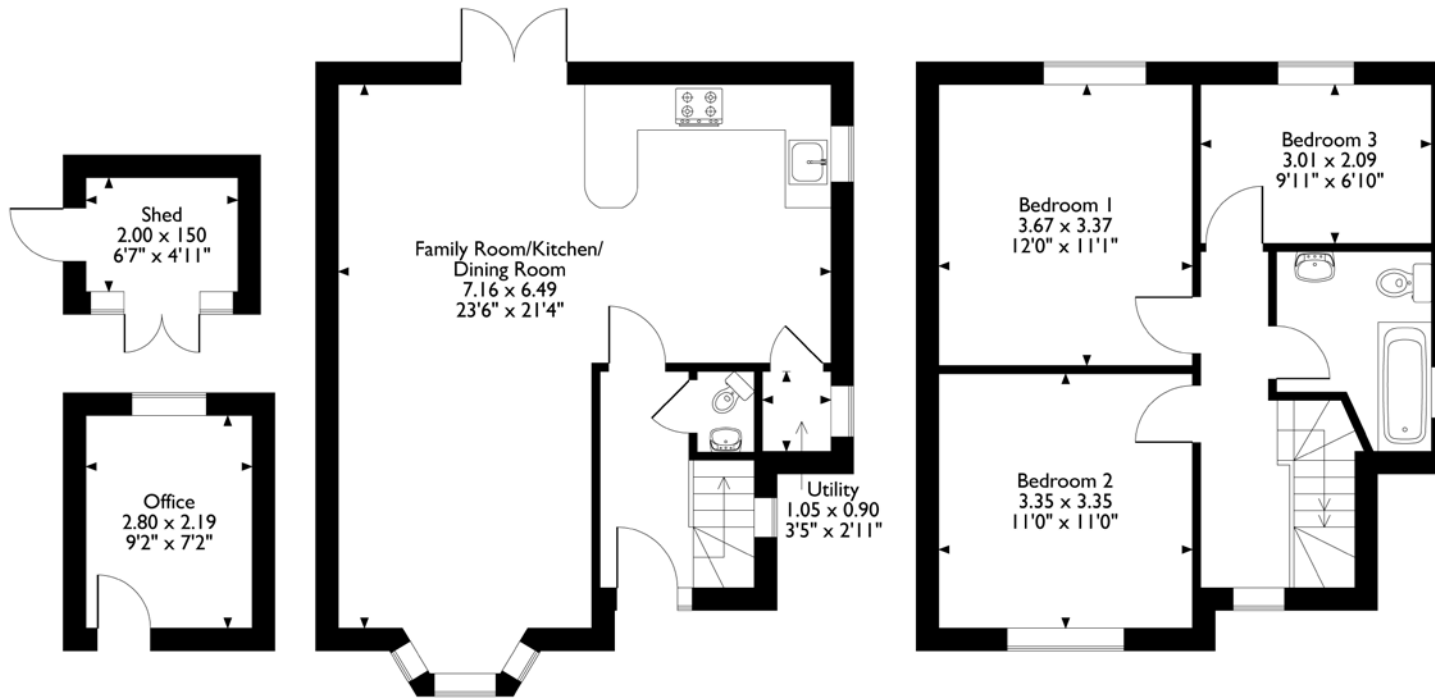 Shed
2.00 x 150
6'7" x 4'11"
Office
2.80 x 2.19
9'2" x 7'2"
Family Room/Kitchen/
Dining Room
7.16 x 6.49
23'6" x 21'4"
Utility
1.05 x 0.90
3'5" x 2'11"
Bedroom 1
3.67 x 3.37
12'0" x 11'1"
Bedroom 3
3.01 x 2.09
9'11" x 6'10"
Bedroom 2
3.35 x 3.35
11'0" x 11'0"